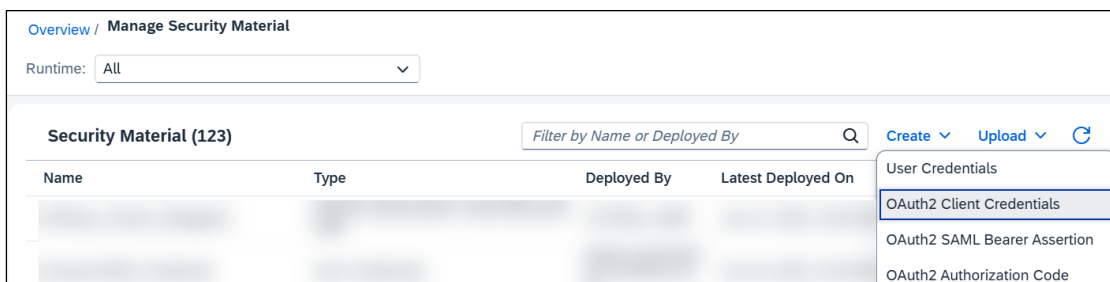 Overview / Manage Security Material
Runtime: All
Security Material (123)
Filter by Name or Deployed By
Create
Upload
Name
Type
Deployed By
Latest Deployed On
User Credentials
OAuth2 Client Credentials
OAuth2 SAML Bearer Assertion
OAuth2 Authorization Code